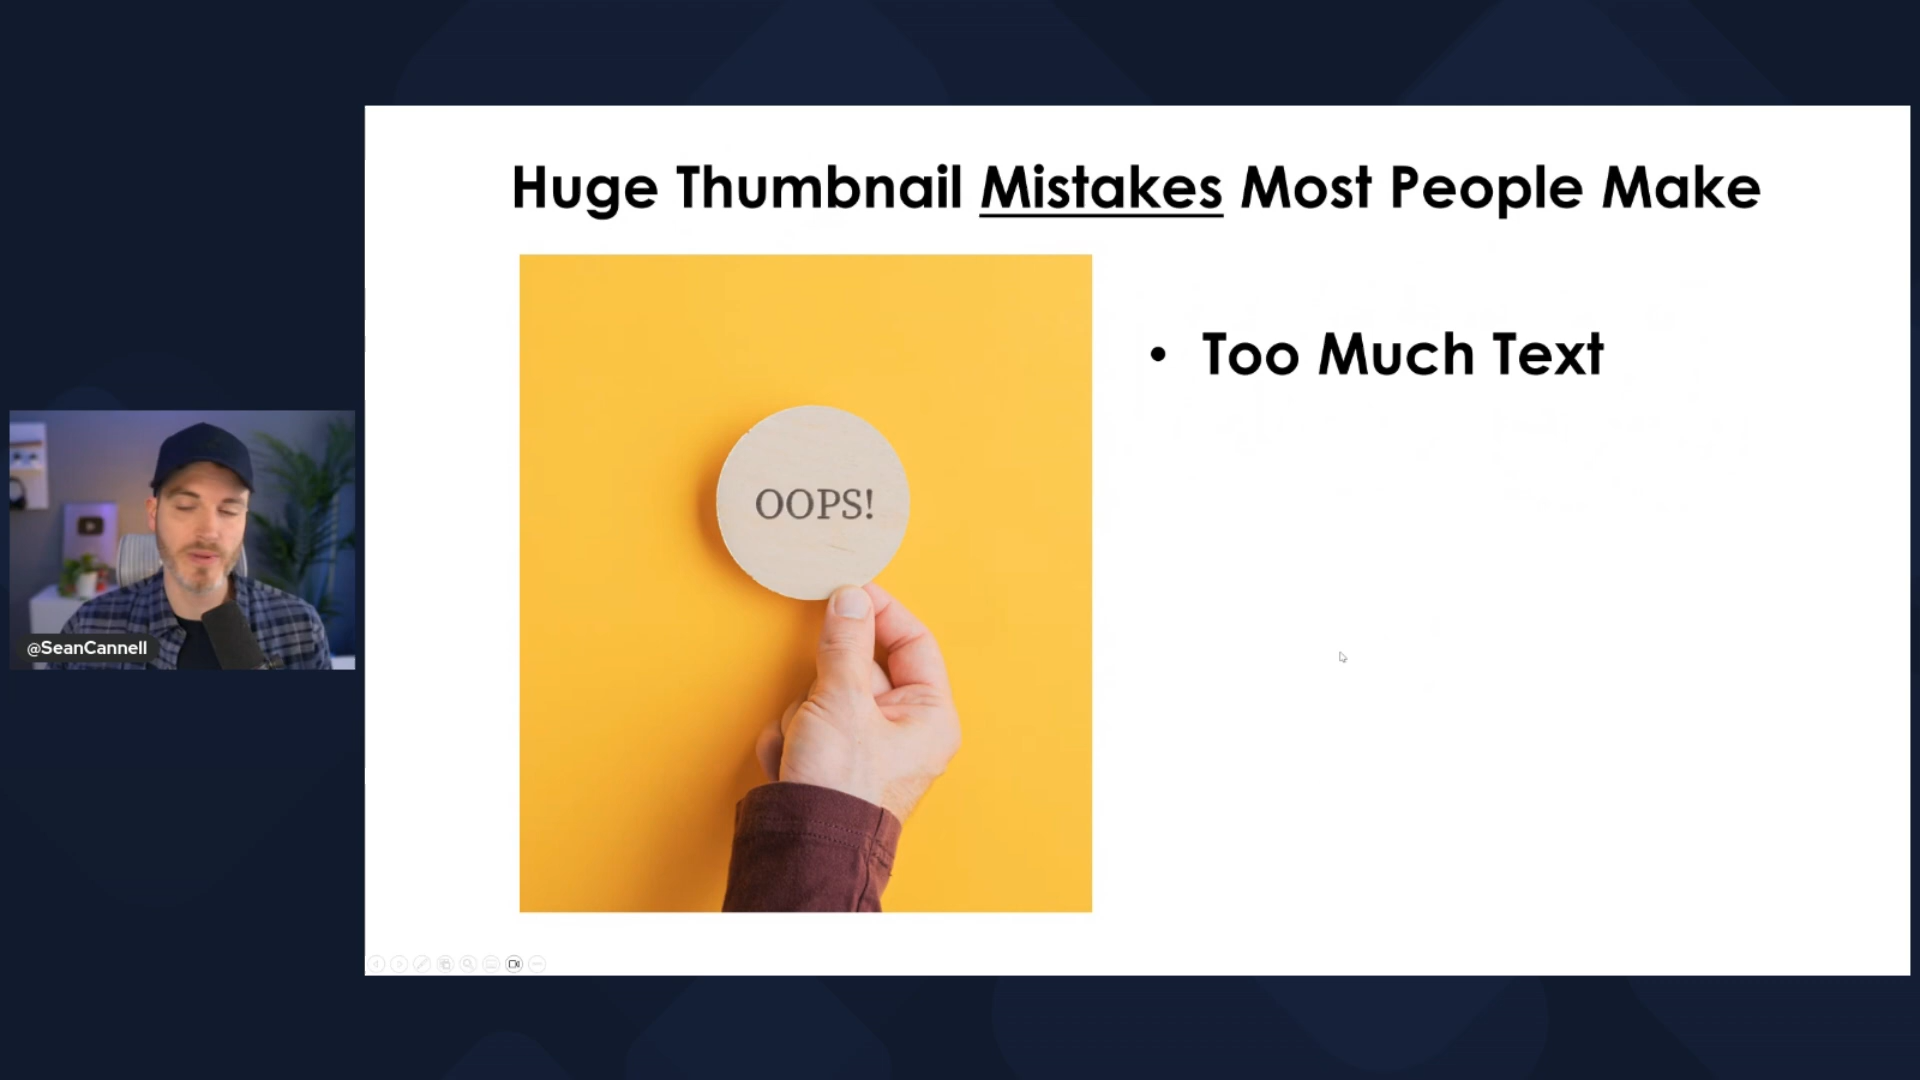 Huge Thumbnail Mistakes Most People Make
• Too Much Text
OOPS!
@SeanCannell